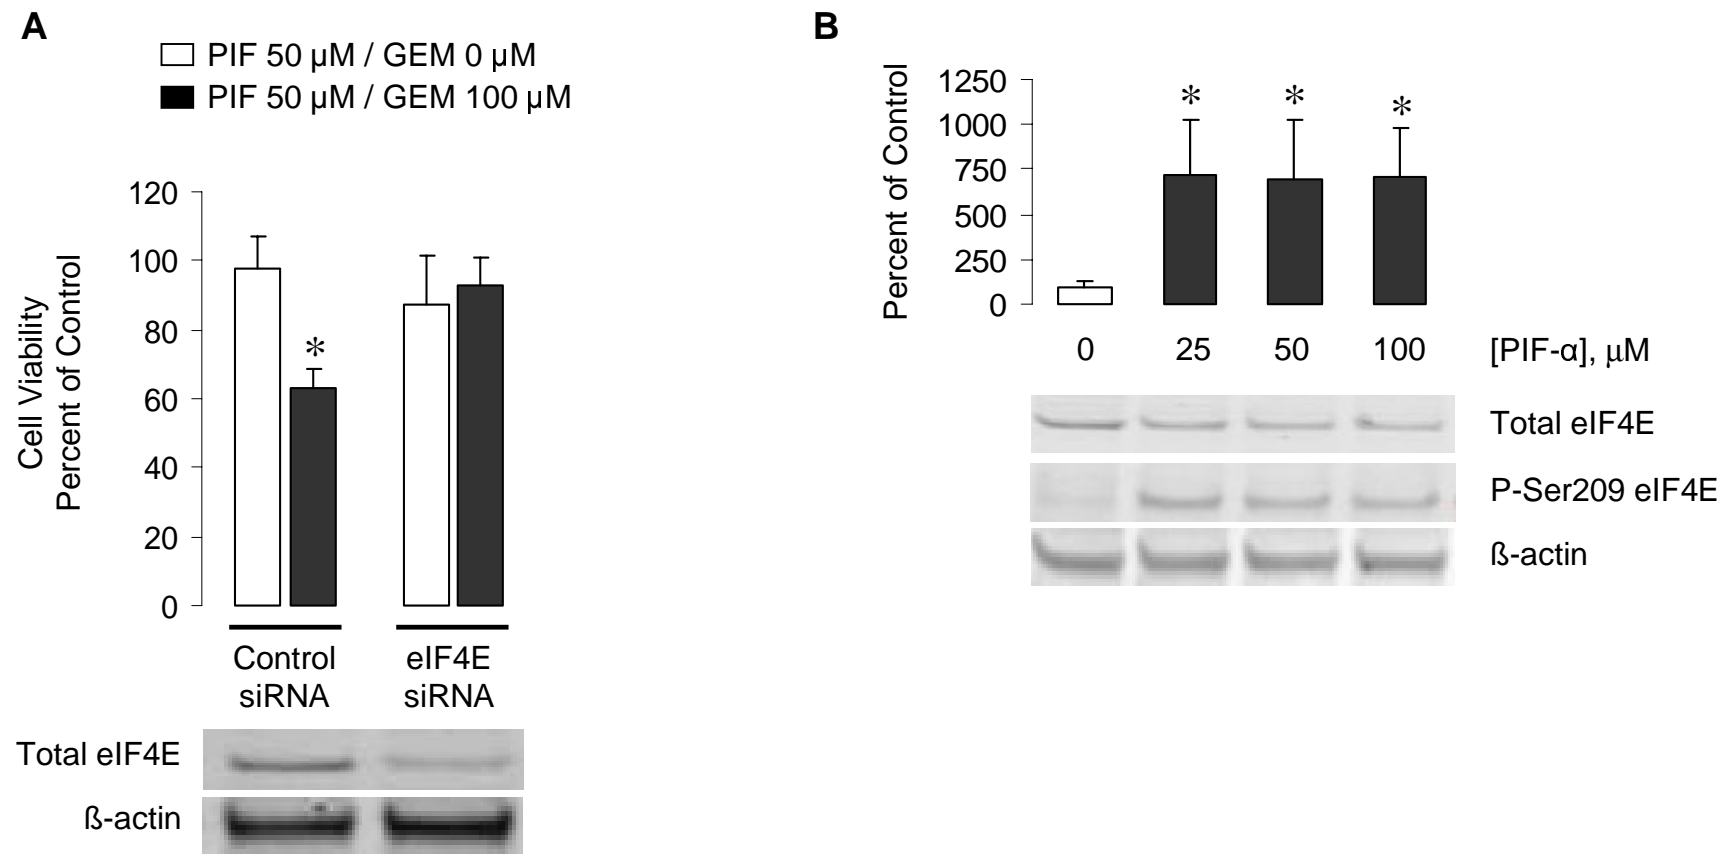 A
PIF 50 µM / GEM 0 µM
PIF 50 µM / GEM 100 µM
Cell Viability
Percent of Control
120
100
80
60
40
20
0
*
Control
siRNA
eIF4E
siRNA
Total eIF4E
ß-actin
B
Percent of Control
1250
1000
750
500
250
0
* * *
0 25 50 100 [PIF-α], µM
Total eIF4E
P-Ser209 eIF4E
ß-actin